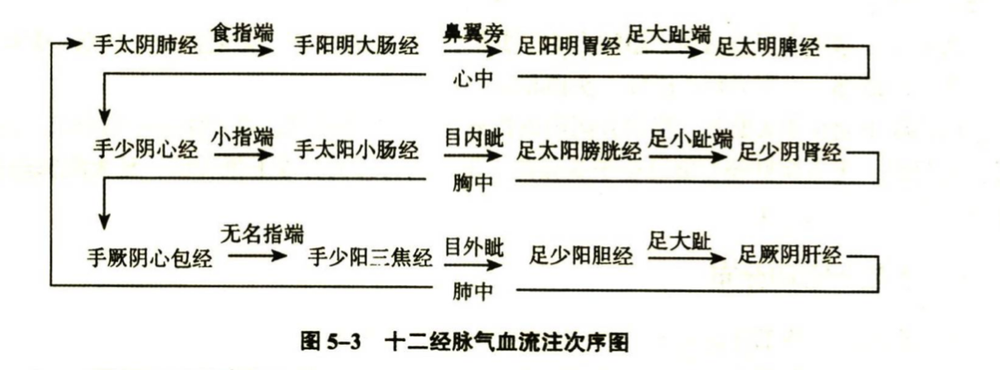 手太阴肺经 食指端 手阳明大肠经 鼻翼旁 足阳明胃经 足大趾端 足太明脾经
心中
手少阴心经 小指端 手太阳小肠经 目内眦 足太阳膀胱经 足小趾端 足少阴肾经
胸中
手厥阴心包经 无名指端 手少阳三焦经 目外眦 足少阳胆经 足大趾 足厥阴肝经
肺中
图 5-3 十二经脉气血流注次序图